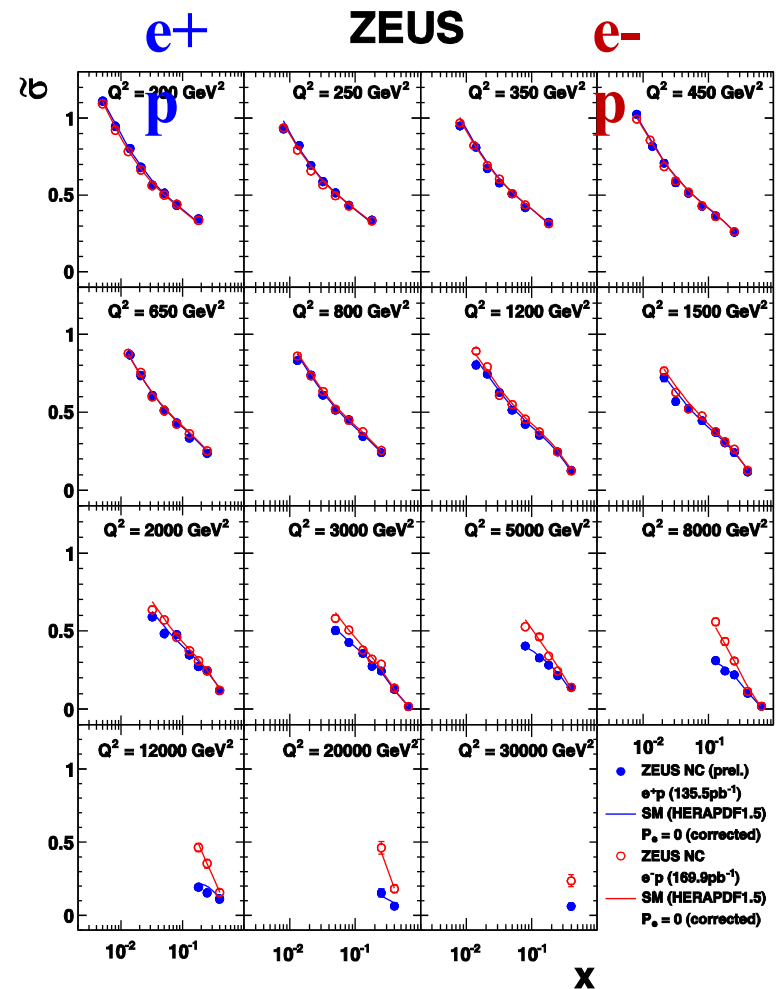 e+ p
ZEUS
e- p
σ̃
Q² = 200 GeV²
Q² = 250 GeV²
Q² = 350 GeV²
Q² = 450 GeV²
1
0.5
0
Q² = 650 GeV²
Q² = 800 GeV²
Q² = 1200 GeV²
Q² = 1500 GeV²
1
0.5
0
Q² = 2000 GeV²
Q² = 3000 GeV²
Q² = 5000 GeV²
Q² = 8000 GeV²
1
0.5
0
Q² = 12000 GeV²
Q² = 20000 GeV²
Q² = 30000 GeV²
10⁻² 10⁻¹
1
0.5
0
ZEUS NC (prel.)
e⁺p (135.5pb⁻¹)
SM (HERAPDF1.5)
Pₑ = 0 (corrected)
ZEUS NC
e⁻p (169.9pb⁻¹)
SM (HERAPDF1.5)
Pₑ = 0 (corrected)
10⁻² 10⁻¹
10⁻² 10⁻¹
10⁻² 10⁻¹
x